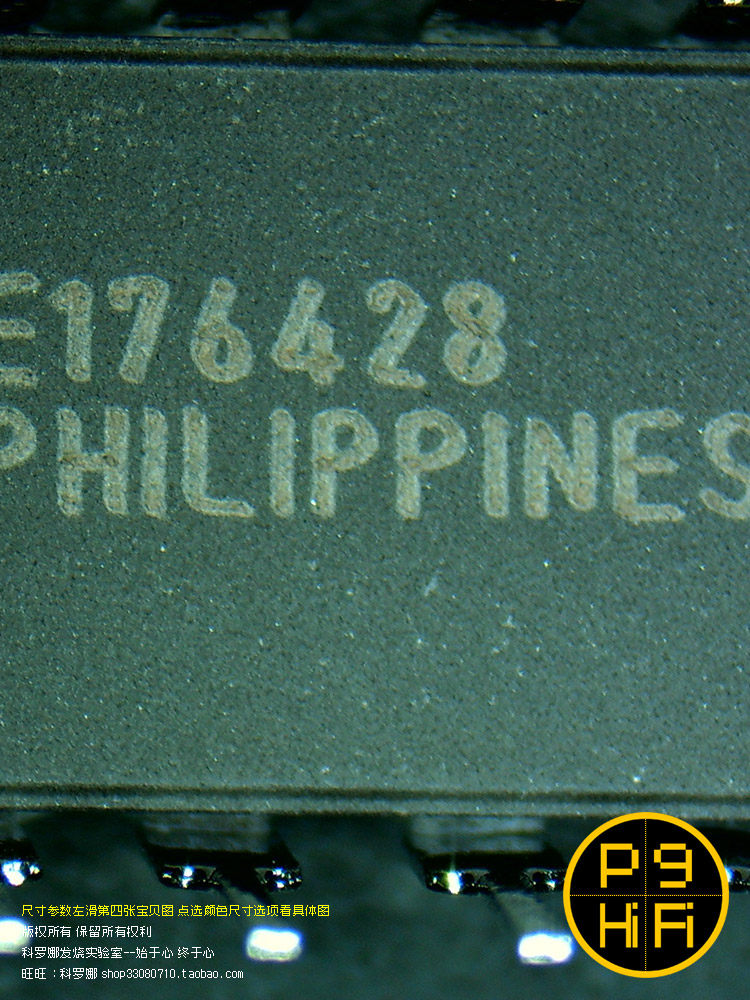 E176428
PHILIPPINES
P9
HiFi
尺寸参数左滑第四张宝贝图 点选颜色尺寸选项看具体图
版权所有 保留所有权利
科罗娜发烧实验室--始于心 终于心
旺旺：科罗娜 shop33080710.taobao.com